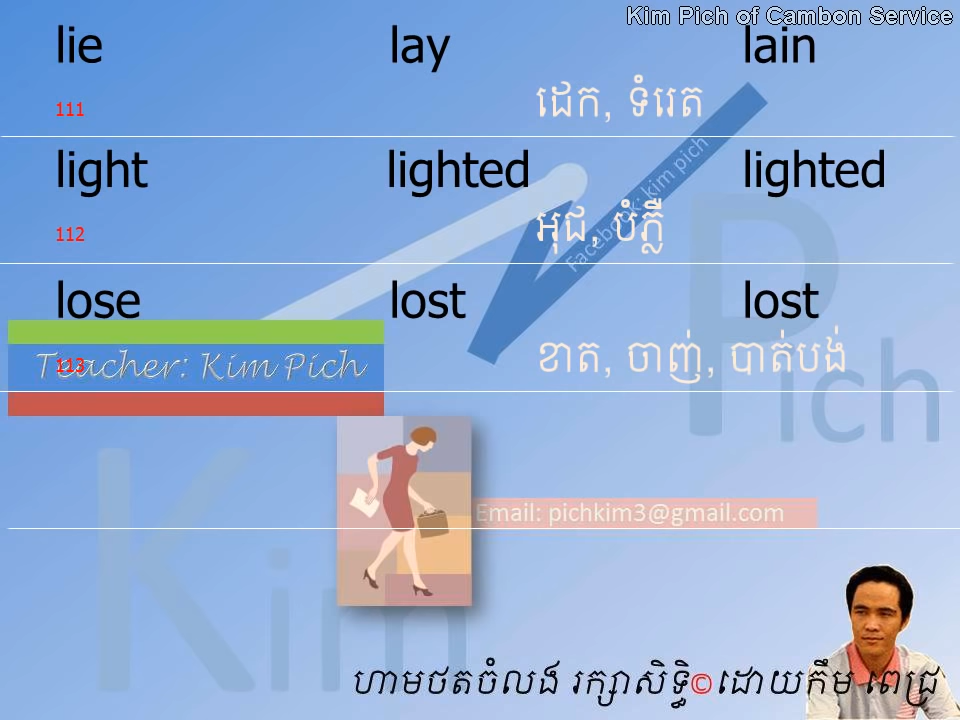 Kim Pich of Cambon Service
lie lay lain
111 ដេក, ទំរេត
light lighted lighted
112 អុជ, បំភ្លឺ
Facebook: kim pich
lose lost lost
113 ខាត, ចាញ់, បាត់បង់
Teacher: Kim Pich
Pich
Kim
Email: pichkim3@gmail.com
ហាមថតចំលង រក្សាសិទ្ធិ©ដោយកឹម ពេជ្រ